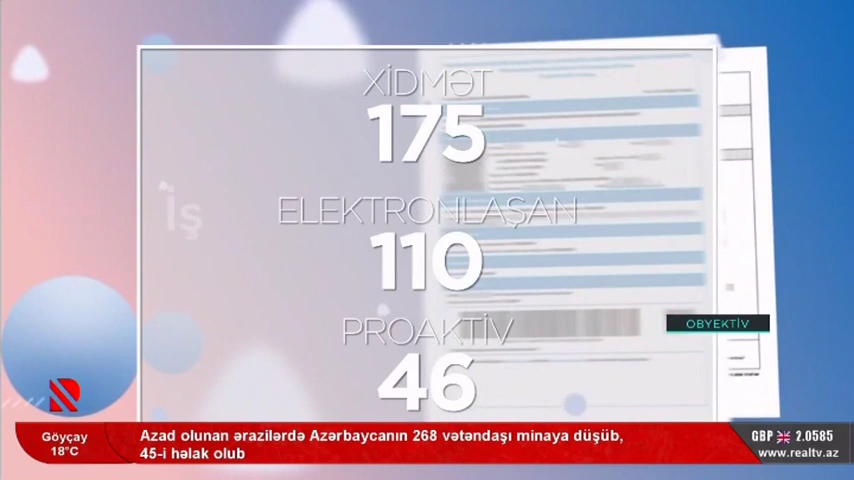 XİDMƏT
175
İş
ELEKTRONLAŞAN
110
OBYEKTİV
PROAKTİV
46
Göyçay
18°C
Azad olunan ərazilərdə Azərbaycanın 268 vətəndaşı minaya düşüb,
45-i həlak olub
GBP 2.0585
www.realtv.az